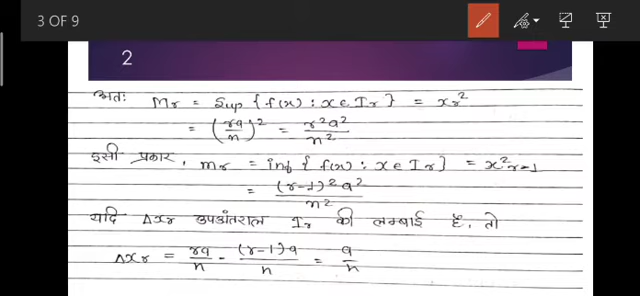 3 OF 9
2
अतः Mr = Sup {f(x) : x ∈ Ir} = xr²
= (ra/n)² = r²a²/n²
इसी प्रकार, mr = inf {f(x) : x ∈ Ir} = x²r-1
= (r-1)²a²/n²
यदि Δxr उपअंतराल Ir की लम्बाई है, तो
Δxr = ra/n - (r-1)a/n = a/n